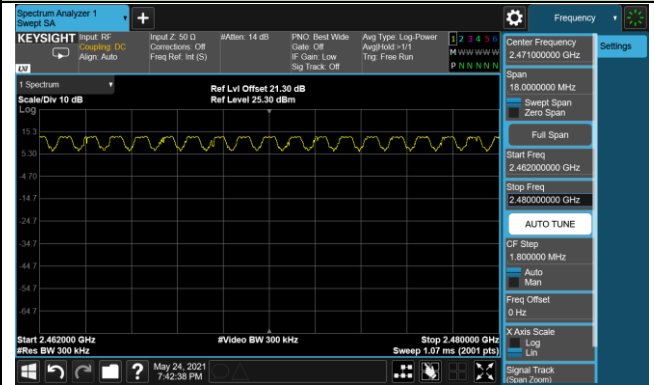 Spectrum Analyzer 1
Swept SA
Frequency
KEYSIGHT
Input: RF
Coupling: DC
Align: Auto
Input Z: 50 Ω
Corrections: Off
Freq Ref: Int (S)
#Atten: 14 dB
PNO: Best Wide
Gate: Off
IF Gain: Low
Sig Track: Off
Avg Type: Log-Power
Avg|Hold:>1/1
Trig: Free Run
1 2 3 4 5 6
M W W W W W
P N N N N N
LXI
1 Spectrum
Scale/Div 10 dB
Ref Lvl Offset 21.30 dB
Ref Level 25.30 dBm
Log
15.3
5.30
-4.70
-14.7
-24.7
-34.7
-44.7
-54.7
-64.7
Start 2.462000 GHz
#Video BW 300 kHz
Stop 2.480000 GHz
#Res BW 300 kHz
Sweep 1.07 ms (2001 pts)
May 24, 2021
7:42:38 PM
Center Frequency
2.471000000 GHz
Settings
Span
18.0000000 MHz
Swept Span
Zero Span
Full Span
Start Freq
2.462000000 GHz
Stop Freq
2.480000000 GHz
AUTO TUNE
CF Step
1.800000 MHz
Auto
Man
Freq Offset
0 Hz
X Axis Scale
Log
Lin
Signal Track
(Span Zoom)